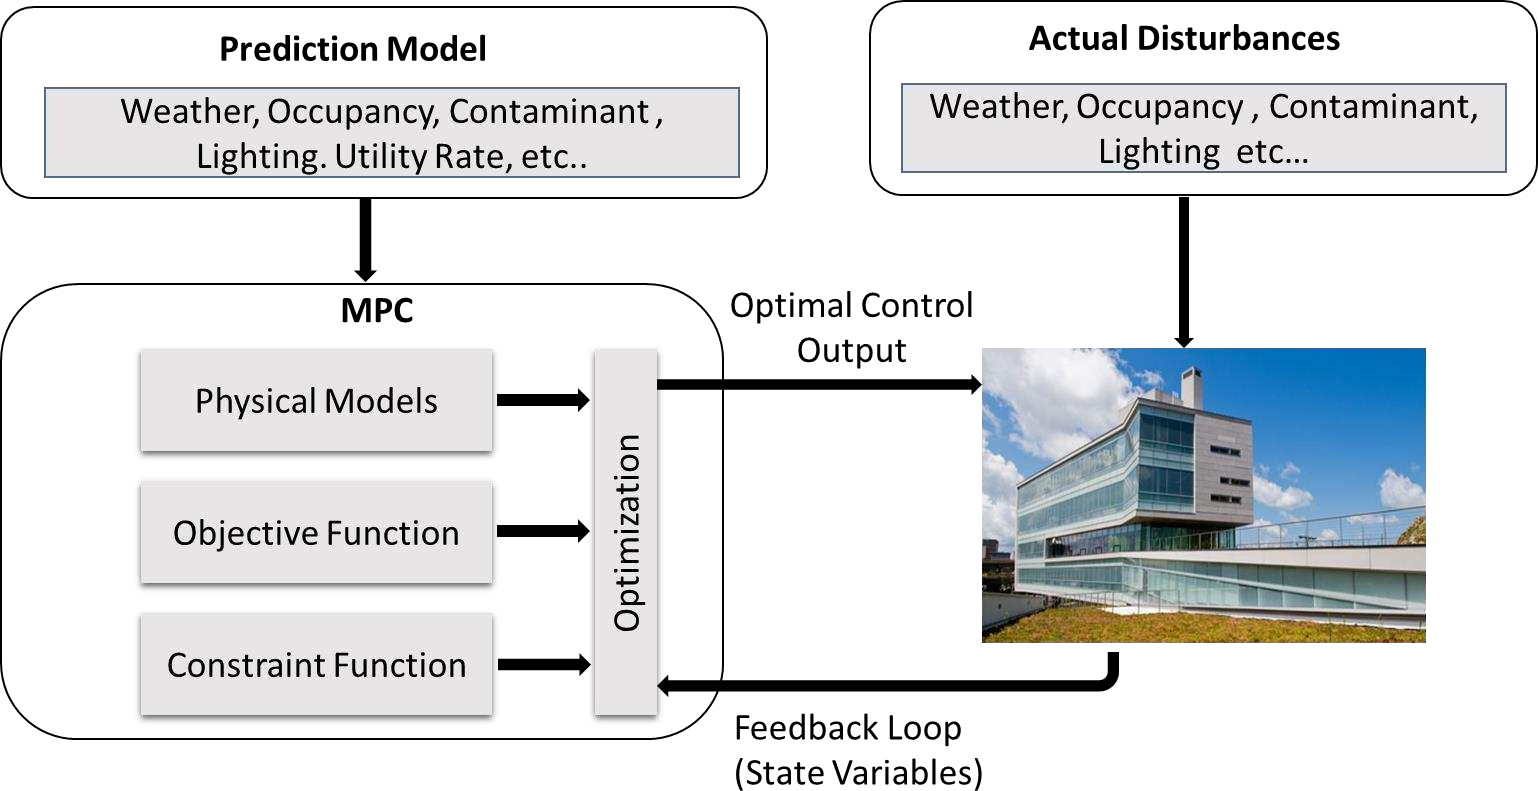 Prediction Model
Weather, Occupancy, Contaminant ,
Lighting. Utility Rate, etc..
Actual Disturbances
Weather, Occupancy , Contaminant,
Lighting etc...
MPC
Physical Models
Objective Function
Constraint Function
Optimization
Optimal Control
Output
Feedback Loop
(State Variables)